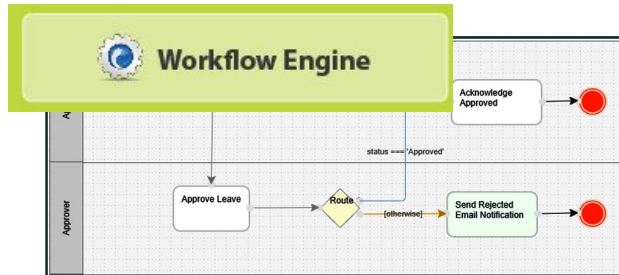 Workflow Engine
Acknowledge
Approved
status === 'Approved'
Approver
Approve Leave
Route
[otherwise]
Send Rejected
Email Notification